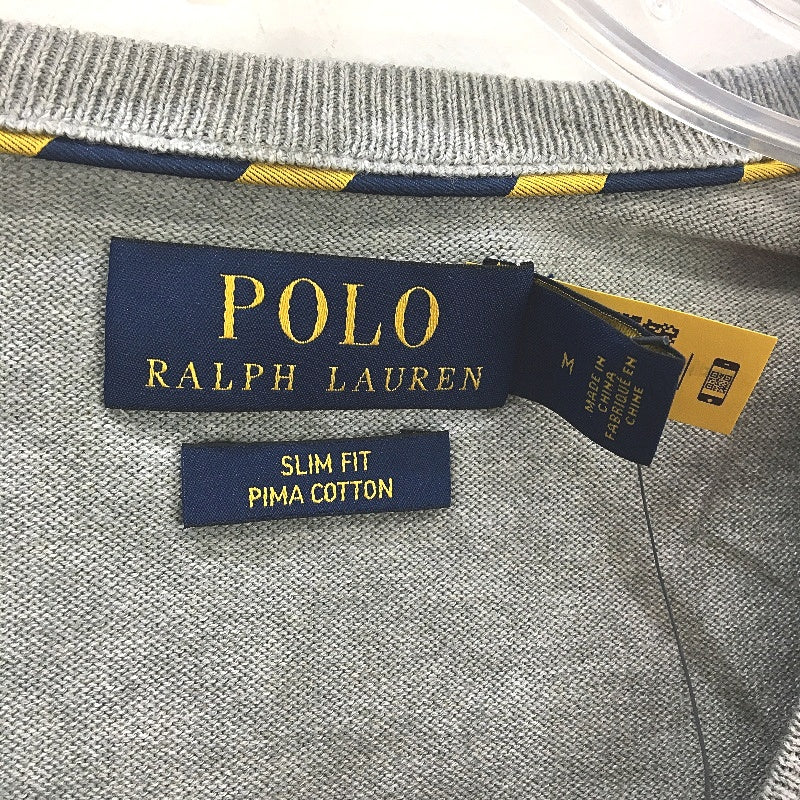 POLO
RALPH LAUREN
SLIM FIT
PIMA COTTON
M
MADE IN
CHINA
FABRIQUÉ EN
CHINE